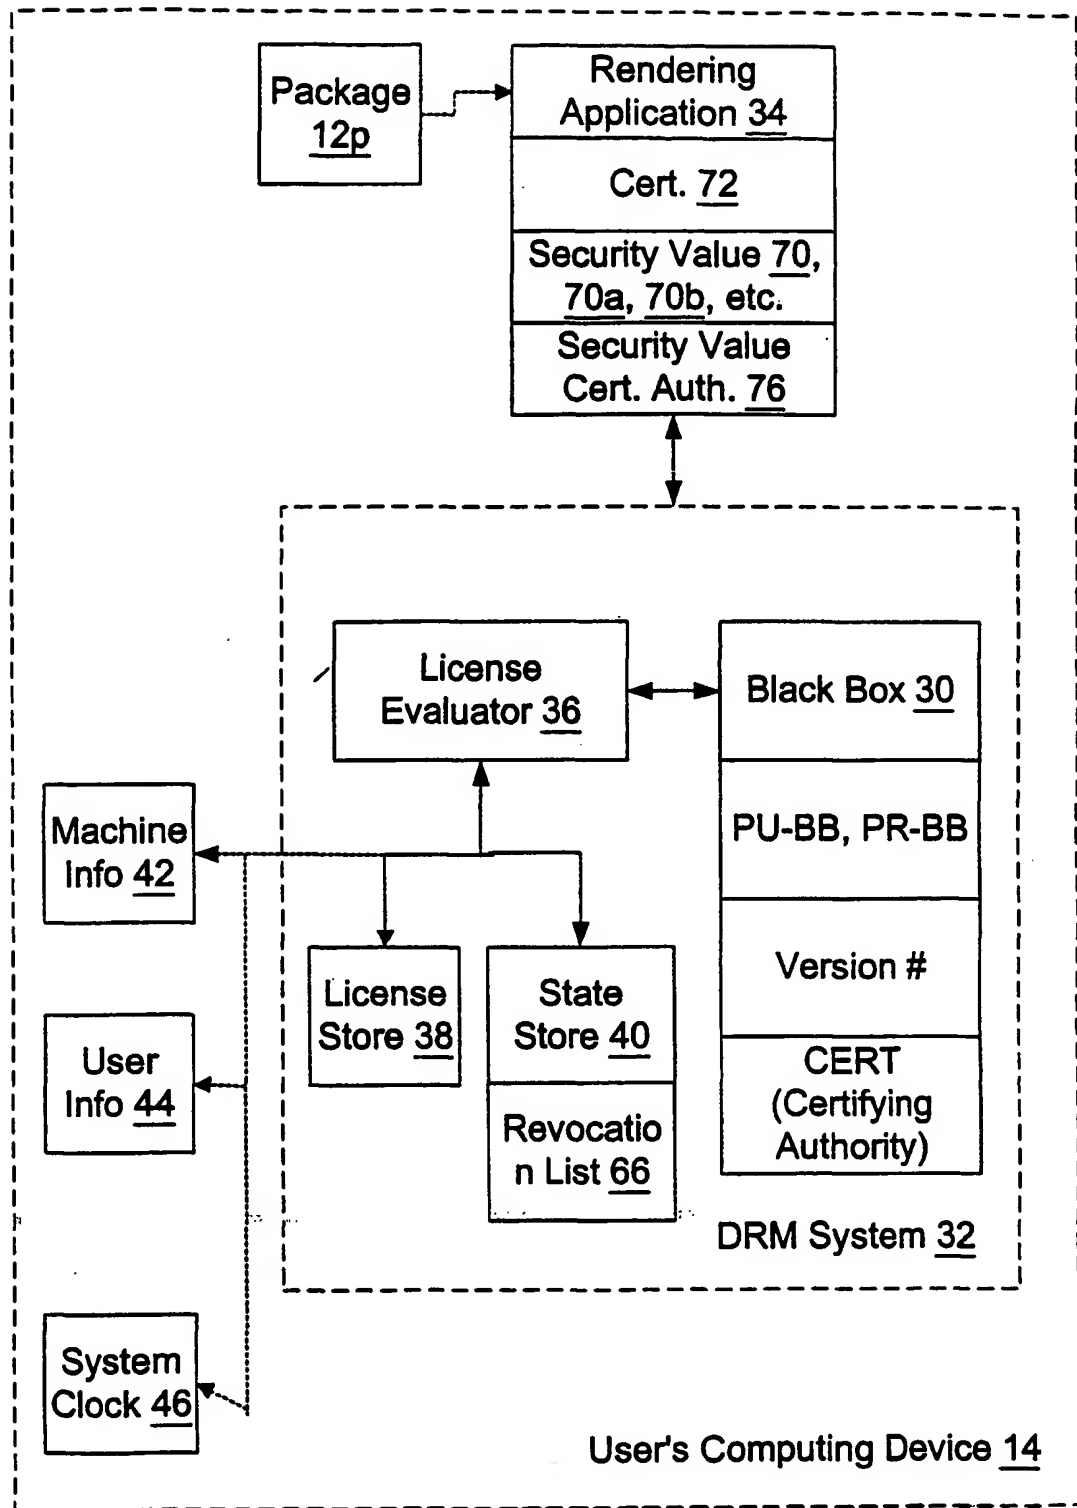 Package
12p
Rendering
Application 34
Cert. 72
Security Value 70,
70a, 70b, etc.
Security Value
Cert. Auth. 76
License
Evaluator 36
Black Box 30
PU-BB, PR-BB
Version #
CERT
(Certifying
Authority)
Machine
Info 42
License
Store 38
State
Store 40
Revocatio
n List 66
User
Info 44
DRM System 32
System
Clock 46
User's Computing Device 14